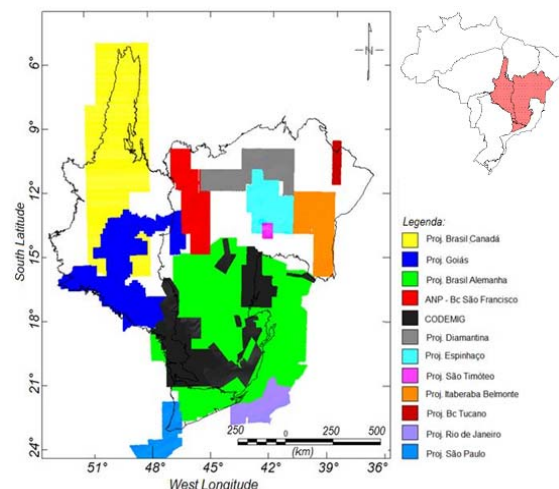 6°
9°
12°
15°
18°
21°
24°
South Latitude
51° 48° 45° 42° 39° 36°
West Longitude
N
250 0 250 500
(km)
Legenda:
Proj. Brasil Canadá
Proj. Goiás
Proj. Brasil Alemanha
ANP - Bc São Francisco
CODEMIG
Proj. Diamantina
Proj. Espinhaço
Proj. São Timóteo
Proj. Itaberaba Belmonte
Proj. Bc Tucano
Proj. Rio de Janeiro
Proj. São Paulo